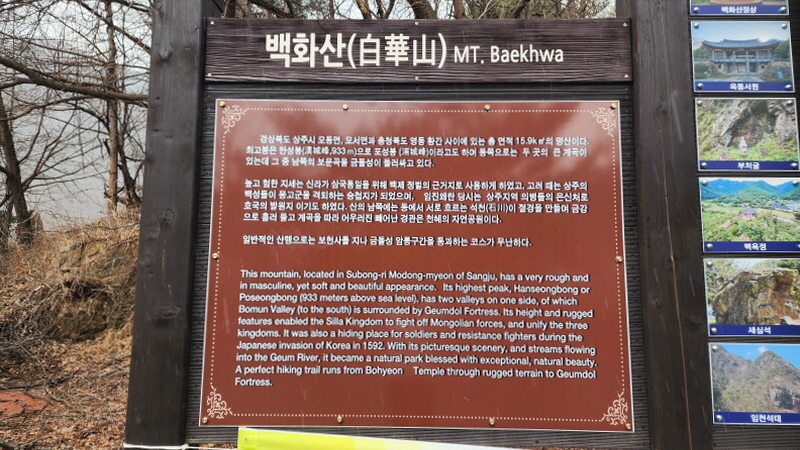 백화산(白華山) MT. Baekhwa
경상북도 상주시 모동면, 모서면과 충청북도 영동 황간 사이에 있는 총 면적 15.9k㎡의 명산이다.
최고봉은 한성봉(漢城峰,933 m)으로 포성봉 (浦城峰)이라고도 하며 동쪽으로는 두 곳의 큰 계곡이
있는데 그 중 남쪽의 보문곡을 금돌성이 둘러싸고 있다.
높고 험한 지세는 신라가 삼국통일을 위해 백제 정벌의 근거지로 사용하게 하였고, 고려 때는 상주의
백성들이 몽고군을 격퇴하는 승첩지가 되었으며, 임진왜란 당시는 상주지역 의병들의 은신처로
호국의 발원지 이기도 하였다. 산의 남쪽에는 동에서 서로 흐르는 석천(石川)이 절경을 만들며 금강
으로 흘러 들고 계곡을 따라 어우러진 빼어난 경관은 천혜의 자연공원이다.
일반적인 산행으로는 보현사를 지나 금돌성 암릉구간을 통과하는 코스가 무난하다.
This mountain, located in Subong-ri Modong-myeon of Sangju, has a very rough and
in masculine, yet soft and beautiful appearance. Its highest peak, Hanseongbong or
Poseongbong (933 meters above sea level), has two valleys on one side, of which
Bomun Valley (to the south) is surrounded by Geumdol Fortress. Its height and rugged
features enabled the Silla Kingdom to fight off Mongolian forces, and unify the three
kingdoms. It was also a hiding place for soldiers and resistance fighters during the
Japanese invasion of Korea in 1592. With its picturesque scenery, and streams flowing
into the Geum River, it became a natural park blessed with exceptional, natural beauty.
A perfect hiking trail runs from Bohyeon Temple through rugged terrain to Geumdol
Fortress.
백화산정상
옥동서원
부처굴
백옥정
세심석
임천석대